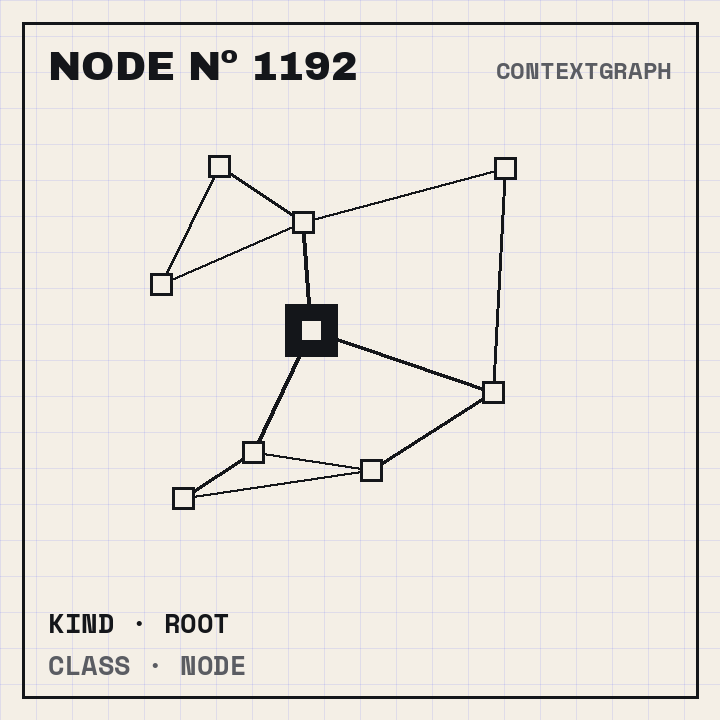 NODE Nº 1192
CONTEXTGRAPH
KIND · ROOT
CLASS · NODE